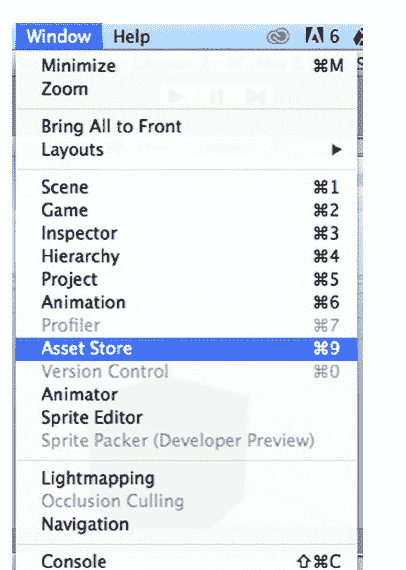 Window Help 6
Minimize ⌘M
Zoom
Bring All to Front
Layouts ▶
Scene ⌘1
Game ⌘2
Inspector ⌘3
Hierarchy ⌘4
Project ⌘5
Animation ⌘6
Profiler ⌘7
Asset Store ⌘9
Version Control ⌘0
Animator
Sprite Editor
Sprite Packer (Developer Preview)
Lightmapping
Occlusion Culling
Navigation
Console ⇧⌘C